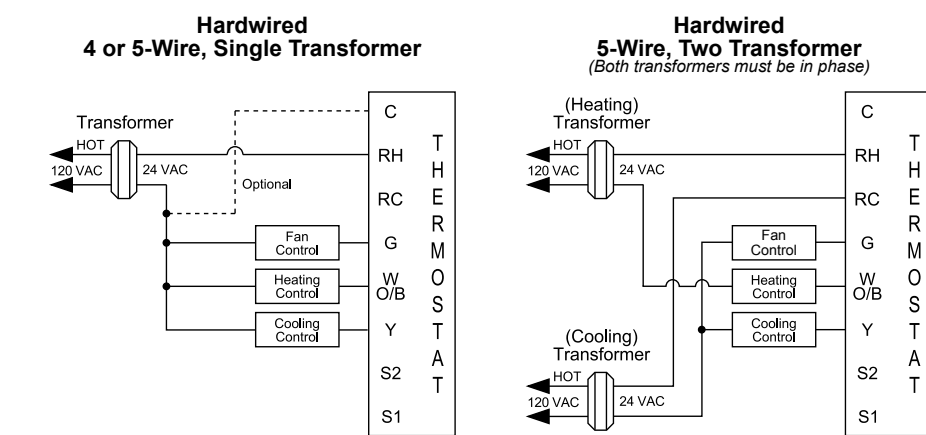 Hardwired
4 or 5-Wire, Single Transformer
Transformer
HOT
120 VAC
24 VAC
Optional
Fan
Control
Heating
Control
Cooling
Control
C
RH
RC
G
W
O/B
Y
S2
S1
THERMOSTAT
Hardwired
5-Wire, Two Transformer
(Both transformers must be in phase)
(Heating)
Transformer
HOT
120 VAC
24 VAC
Fan
Control
Heating
Control
Cooling
Control
(Cooling)
Transformer
HOT
120 VAC
24 VAC
C
RH
RC
G
W
O/B
Y
S2
S1
THERMOSTAT